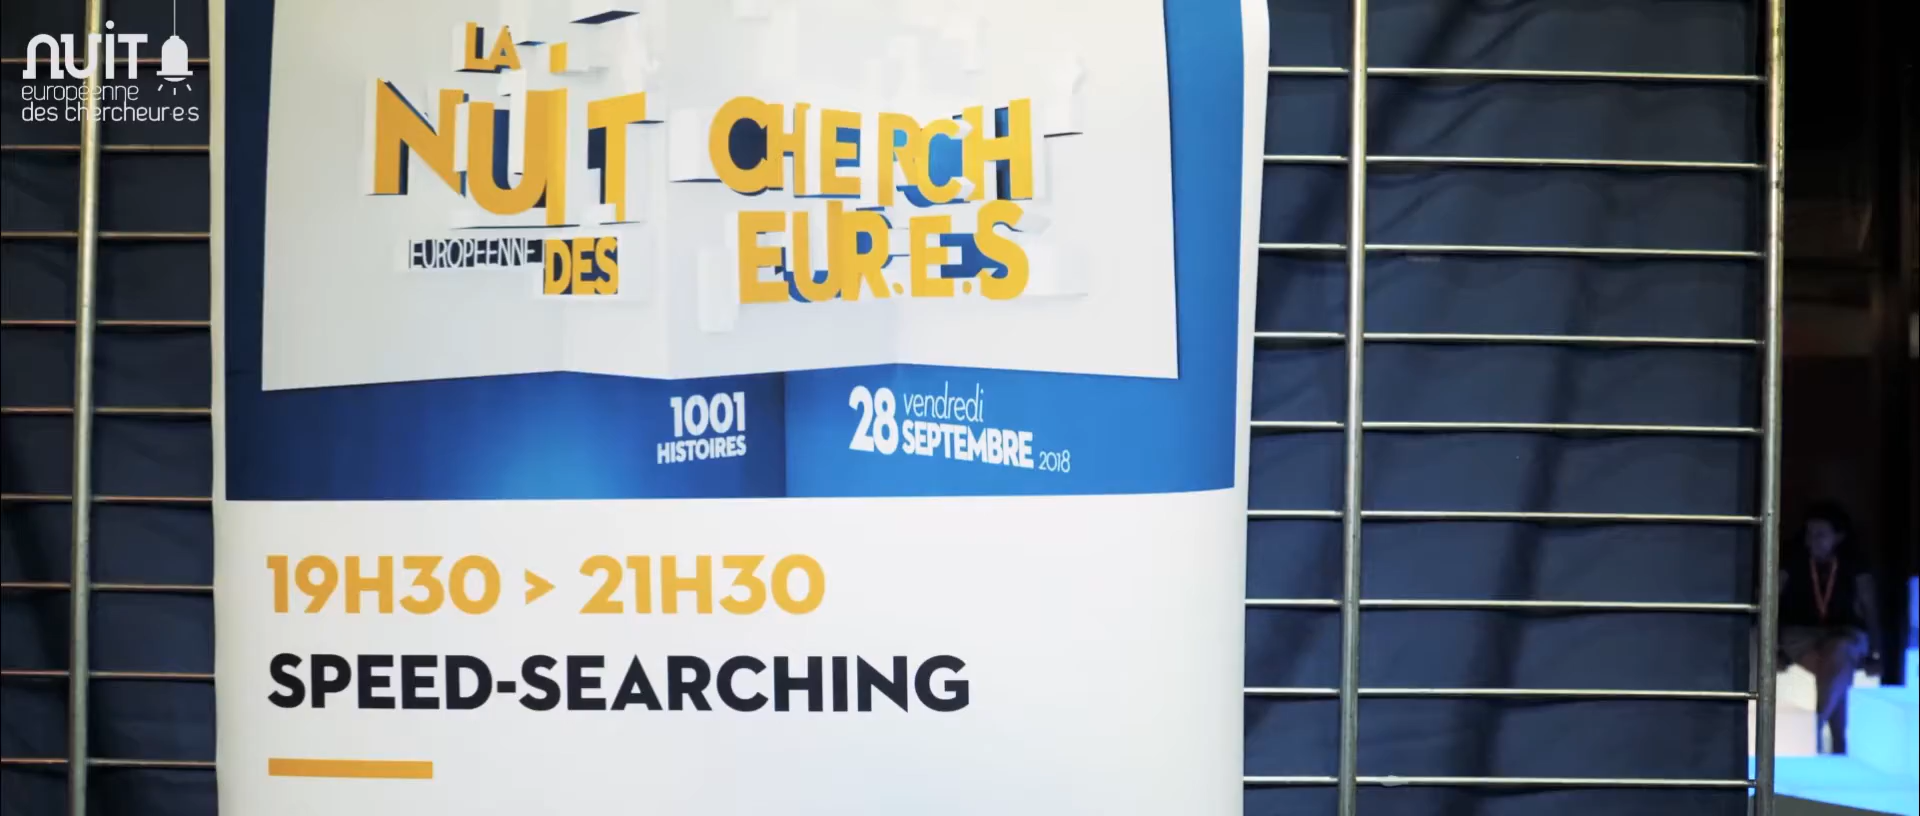 NUIT
européenne
des chercheur·e·s
LA
NUIT
EUROPÉENNE DES
CHERCH
EUR.E.S
1001
HISTOIRES
28 vendredi
SEPTEMBRE 2018
19H30 > 21H30
SPEED-SEARCHING